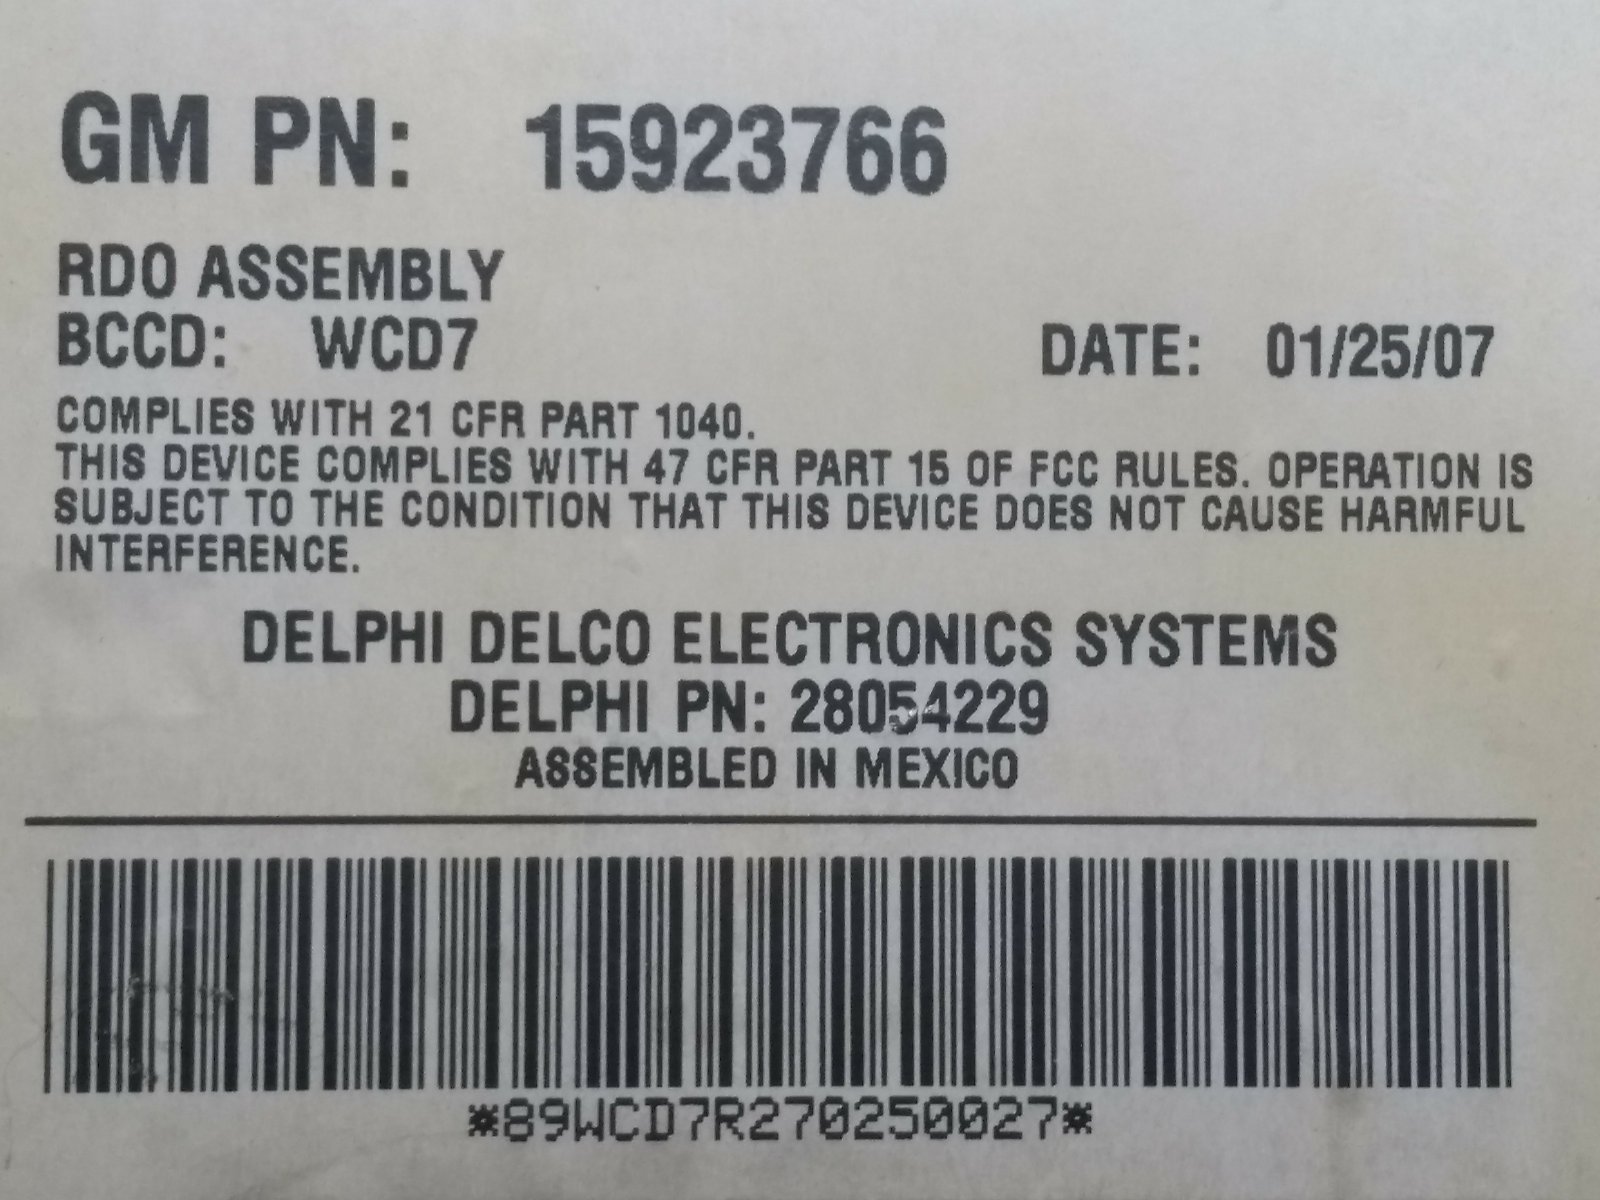 GM PN: 15923766
RDO ASSEMBLY
BCCD: WCD7 DATE: 01/25/07
COMPLIES WITH 21 CFR PART 1040.
THIS DEVICE COMPLIES WITH 47 CFR PART 15 OF FCC RULES. OPERATION IS
SUBJECT TO THE CONDITION THAT THIS DEVICE DOES NOT CAUSE HARMFUL
INTERFERENCE.
DELPHI DELCO ELECTRONICS SYSTEMS
DELPHI PN: 28054229
ASSEMBLED IN MEXICO
*89WCD7R270250027*